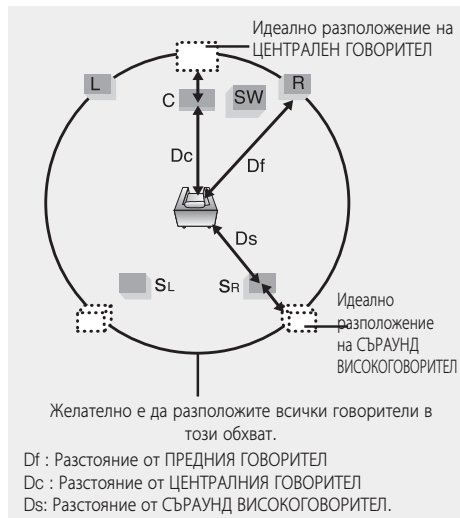 Идеално разположение на
ЦЕНТРАЛЕН ГОВОРИТЕЛ
L
R
C
SW
Dc
Df
Ds
SL
SR
Идеално
разположение
на СЪРАУНД
ВИСОКОГОВОРИТЕЛ
Желателно е да разположите всички говорители в
този обхват.
Df : Разстояние от ПРЕДНИЯ ГОВОРИТЕЛ
Dc : Разстояние от ЦЕНТРАЛНИЯ ГОВОРИТЕЛ
Ds: Разстояние от СЪРАУНД ВИСОКОГОВОРИТЕЛ.